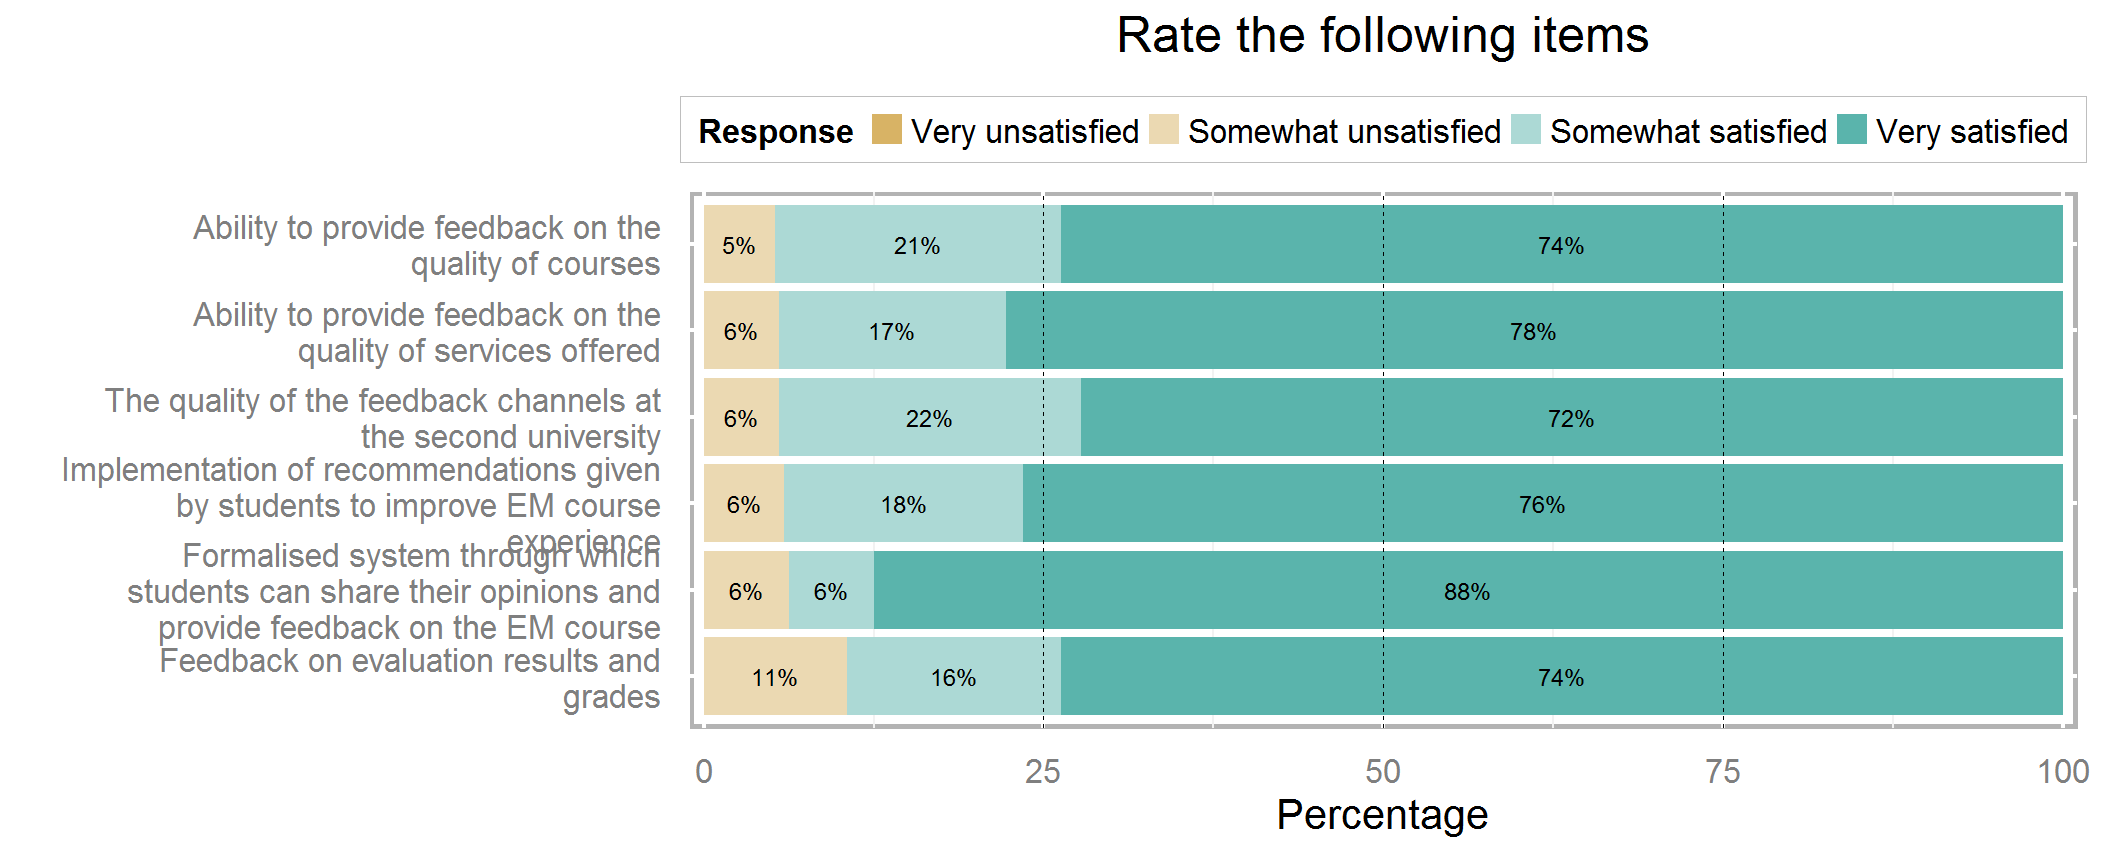 Rate the following items
Response Very unsatisfied Somewhat unsatisfied Somewhat satisfied Very satisfied
Ability to provide feedback on the
quality of courses
5% 21% 74%
Ability to provide feedback on the
quality of services offered
6% 17% 78%
The quality of the feedback channels at
the second university
6% 22% 72%
Implementation of recommendations given
by students to improve EM course
experience
6% 18% 76%
Formalised system through which
students can share their opinions and
provide feedback on the EM course
6% 6% 88%
Feedback on evaluation results and
grades
11% 16% 74%
0 25 50 75 100
Percentage